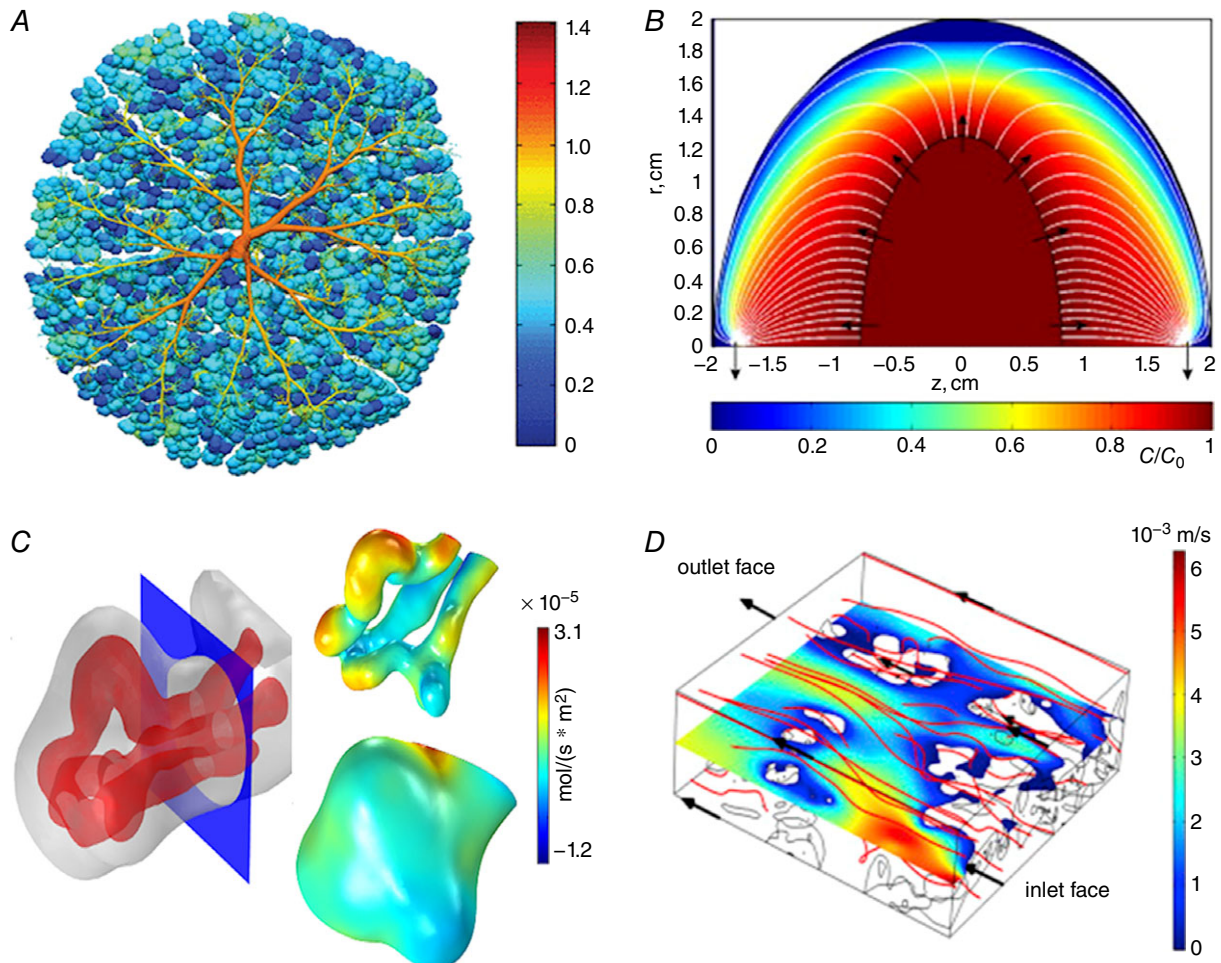 A
1.4
1.2
1.0
0.8
0.6
0.4
0.2
0
B
r, cm
2
1.8
1.6
1.4
1.2
1
0.8
0.6
0.4
0.2
0
−2 −1.5 −1 −0.5 0 0.5 1 1.5 2
z, cm
0 0.2 0.4 0.6 0.8 1
C/C0
C
× 10−5
3.1
mol/(s * m2)
−1.2
D
10−3 m/s
outlet face
inlet face
6
5
4
3
2
1
0